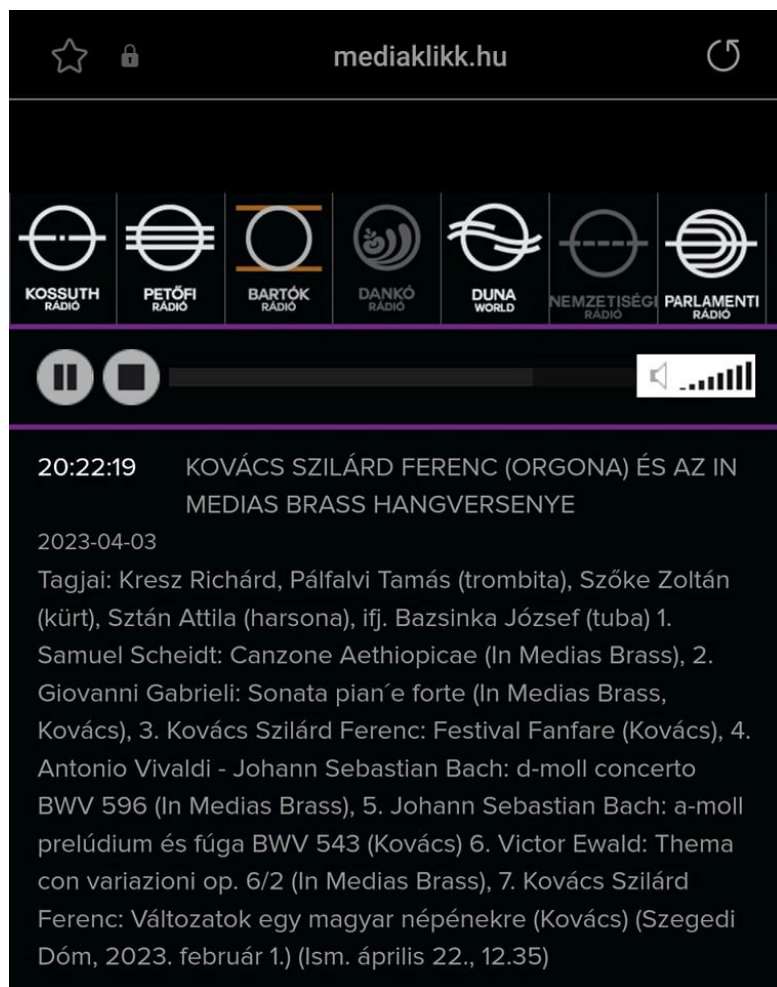 mediaklikk.hu
KOSSUTH
RÁDIÓ
PETŐFI
RÁDIÓ
BARTÓK
RÁDIÓ
DANKÓ
RÁDIÓ
DUNA
WORLD
NEMZETISÉGI
RÁDIÓ
PARLAMENTI
RÁDIÓ
20:22:19 KOVÁCS SZILÁRD FERENC (ORGONA) ÉS AZ IN
MEDIAS BRASS HANGVERSENYE
2023-04-03
Tagjai: Kresz Richárd, Pálfalvi Tamás (trombita), Szőke Zoltán
(kürt), Sztán Attila (harsona), ifj. Bazsinka József (tuba) 1.
Samuel Scheidt: Canzone Aethiopicae (In Medias Brass), 2.
Giovanni Gabrieli: Sonata pian´e forte (In Medias Brass,
Kovács), 3. Kovács Szilárd Ferenc: Festival Fanfare (Kovács), 4.
Antonio Vivaldi - Johann Sebastian Bach: d-moll concerto
BWV 596 (In Medias Brass), 5. Johann Sebastian Bach: a-moll
prelúdium és fúga BWV 543 (Kovács) 6. Victor Ewald: Thema
con variazioni op. 6/2 (In Medias Brass), 7. Kovács Szilárd
Ferenc: Változatok egy magyar népénekre (Kovács) (Szegedi
Dóm, 2023. február 1.) (Ism. április 22., 12.35)